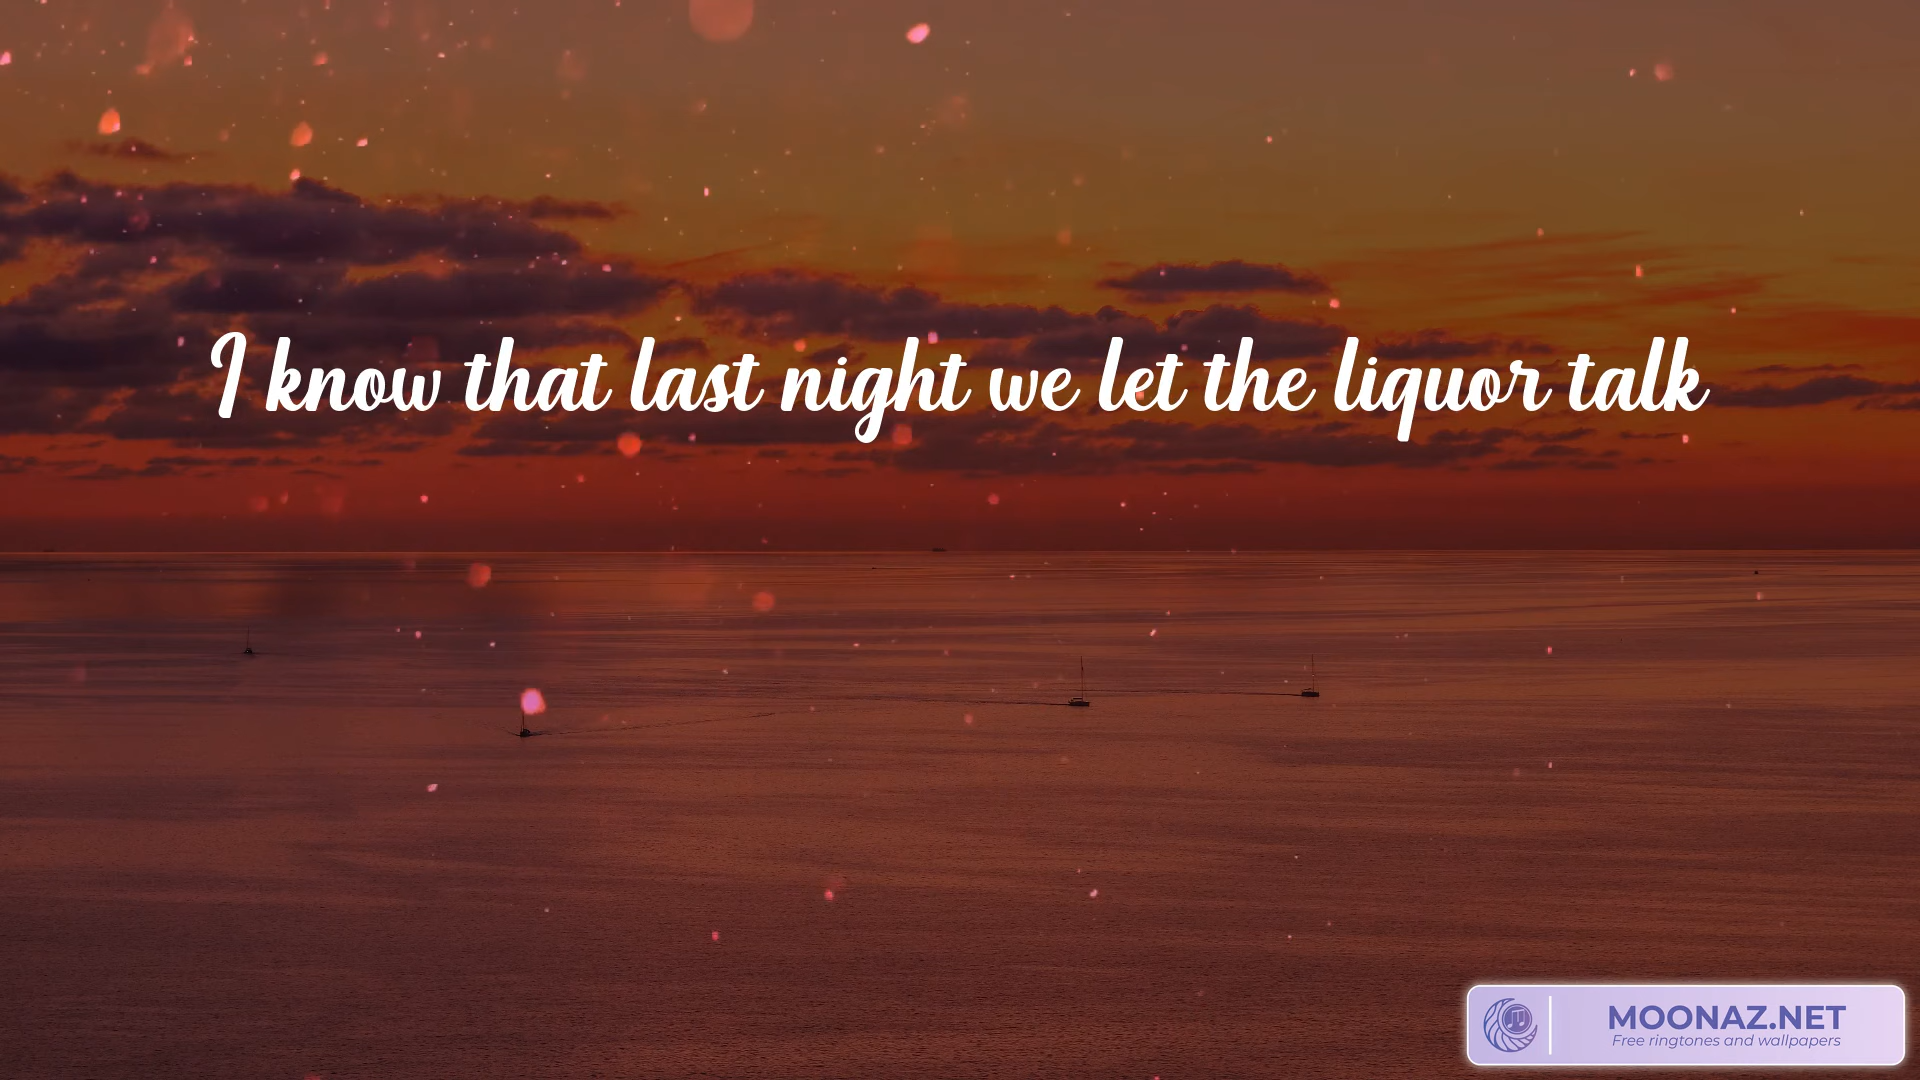 I know that last night we let the liquor talk
MOONAZ.NET
Free ringtones and wallpapers